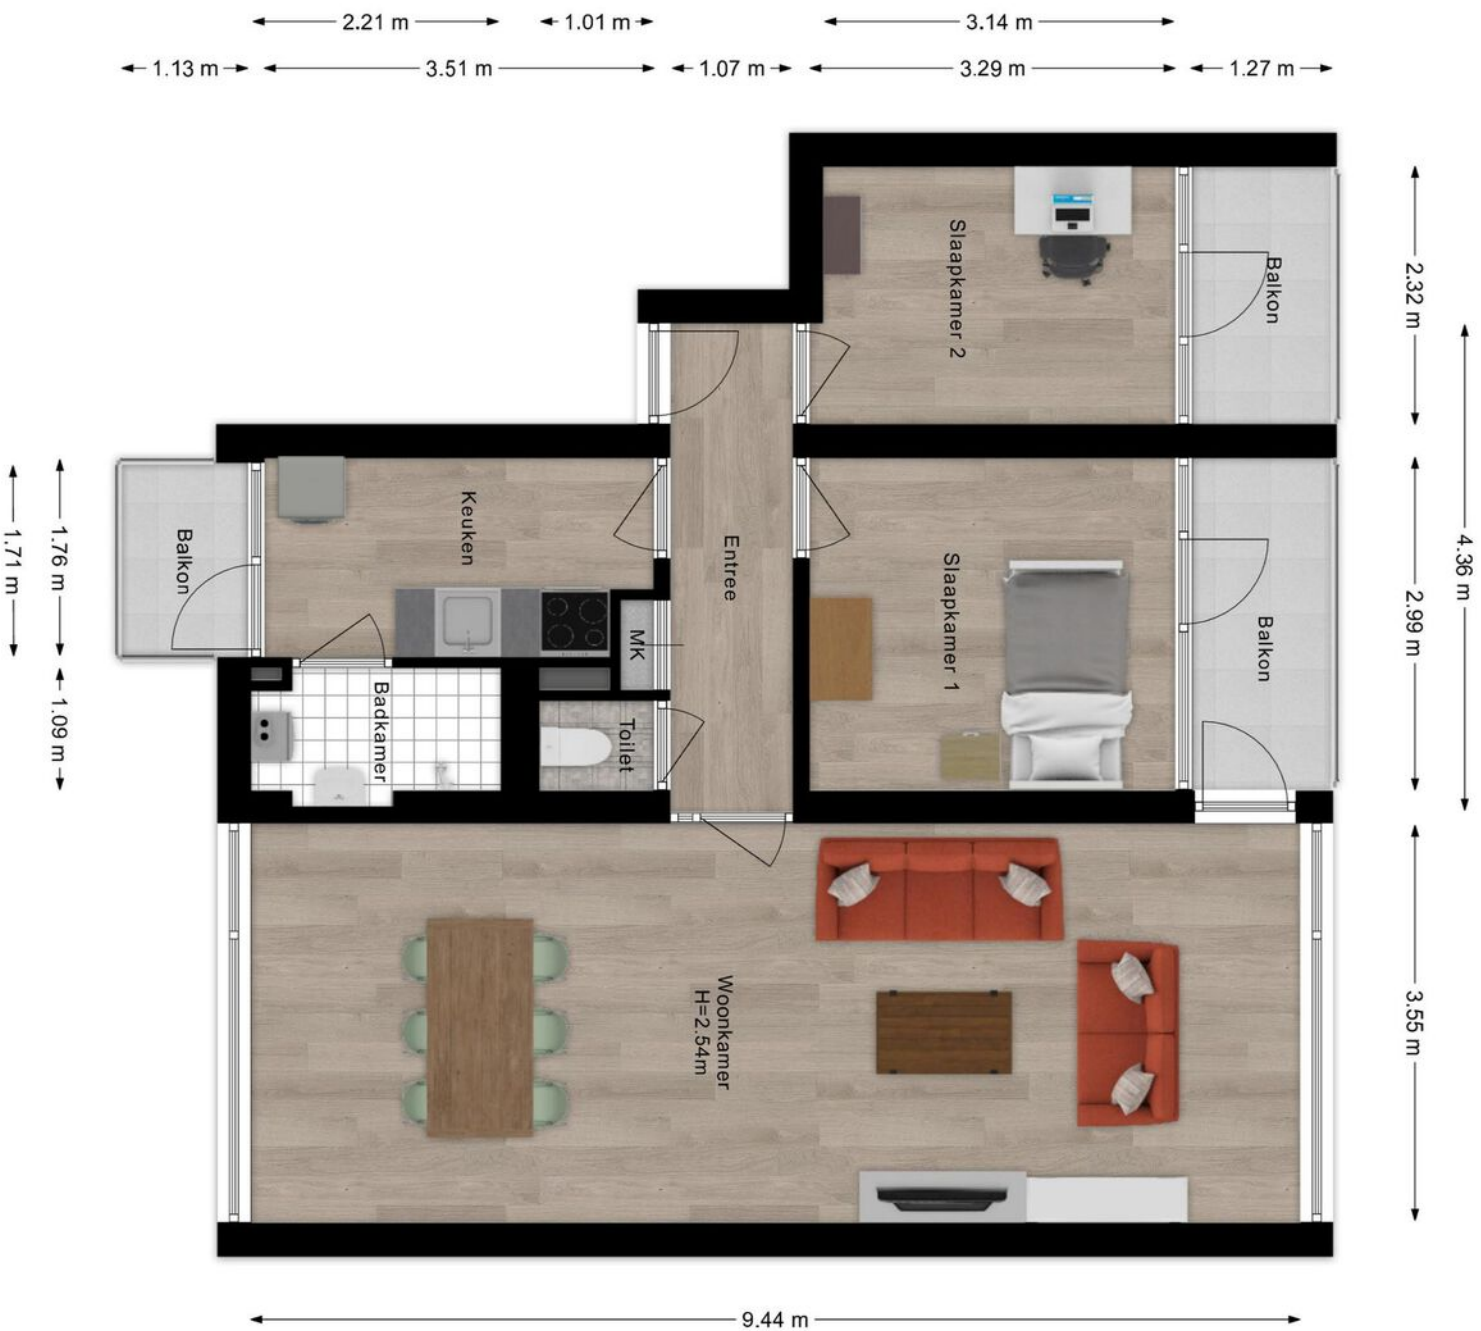 2.21 m
1.01 m
3.14 m
1.13 m
3.51 m
1.07 m
3.29 m
1.27 m
Slaapkamer 2
Balkon
2.32 m
4.36 m
Keuken
Balkon
Entree
Slaapkamer 1
Balkon
2.99 m
1.71 m
1.76 m
MK
Badkamer
Toilet
1.09 m
Woonkamer
H=2.54m
3.55 m
9.44 m